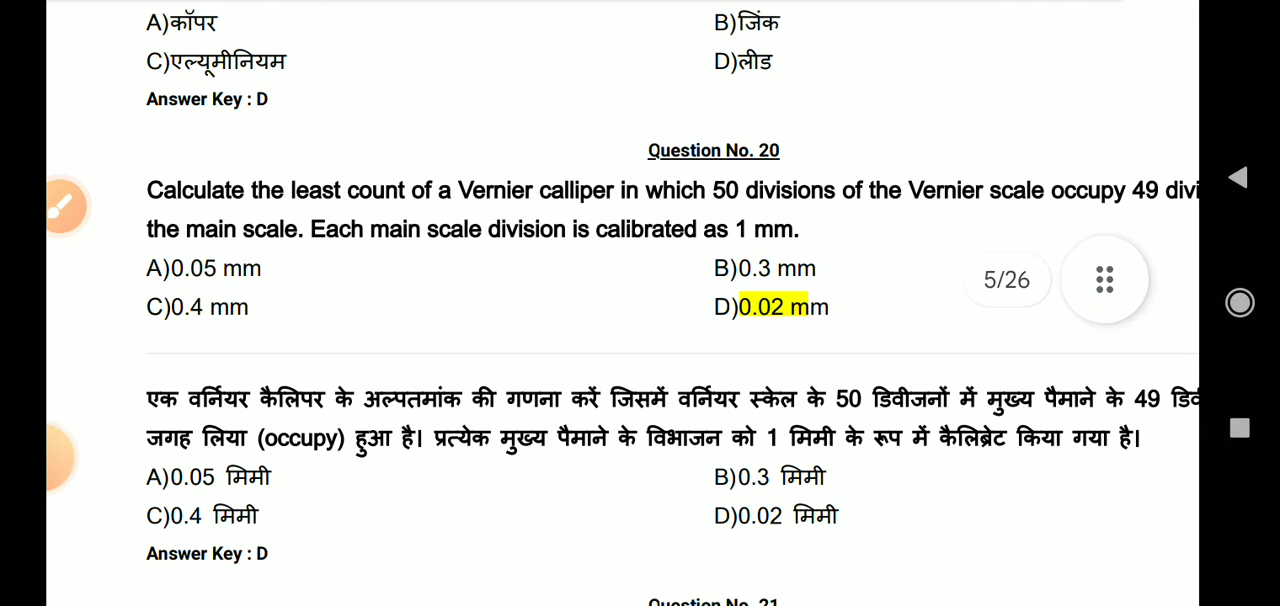 A)कॉपर B)जिंक
C)एल्यूमीनियम D)लीड
Answer Key : D
Question No. 20
Calculate the least count of a Vernier calliper in which 50 divisions of the Vernier scale occupy 49 divi
the main scale. Each main scale division is calibrated as 1 mm.
A)0.05 mm B)0.3 mm
5/26
C)0.4 mm D)0.02 mm
एक वर्नियर कैलिपर के अल्पतमांक की गणना करें जिसमें वर्नियर स्केल के 50 डिवीजनों में मुख्य पैमाने के 49
जगह लिया (occupy) हुआ है। प्रत्येक मुख्य पैमाने के विभाजन को 1 मिमी के रूप में कैलिब्रेट किया गया है।
A)0.05 मिमी B)0.3 मिमी
C)0.4 मिमी D)0.02 मिमी
Answer Key : D
Question No. 21